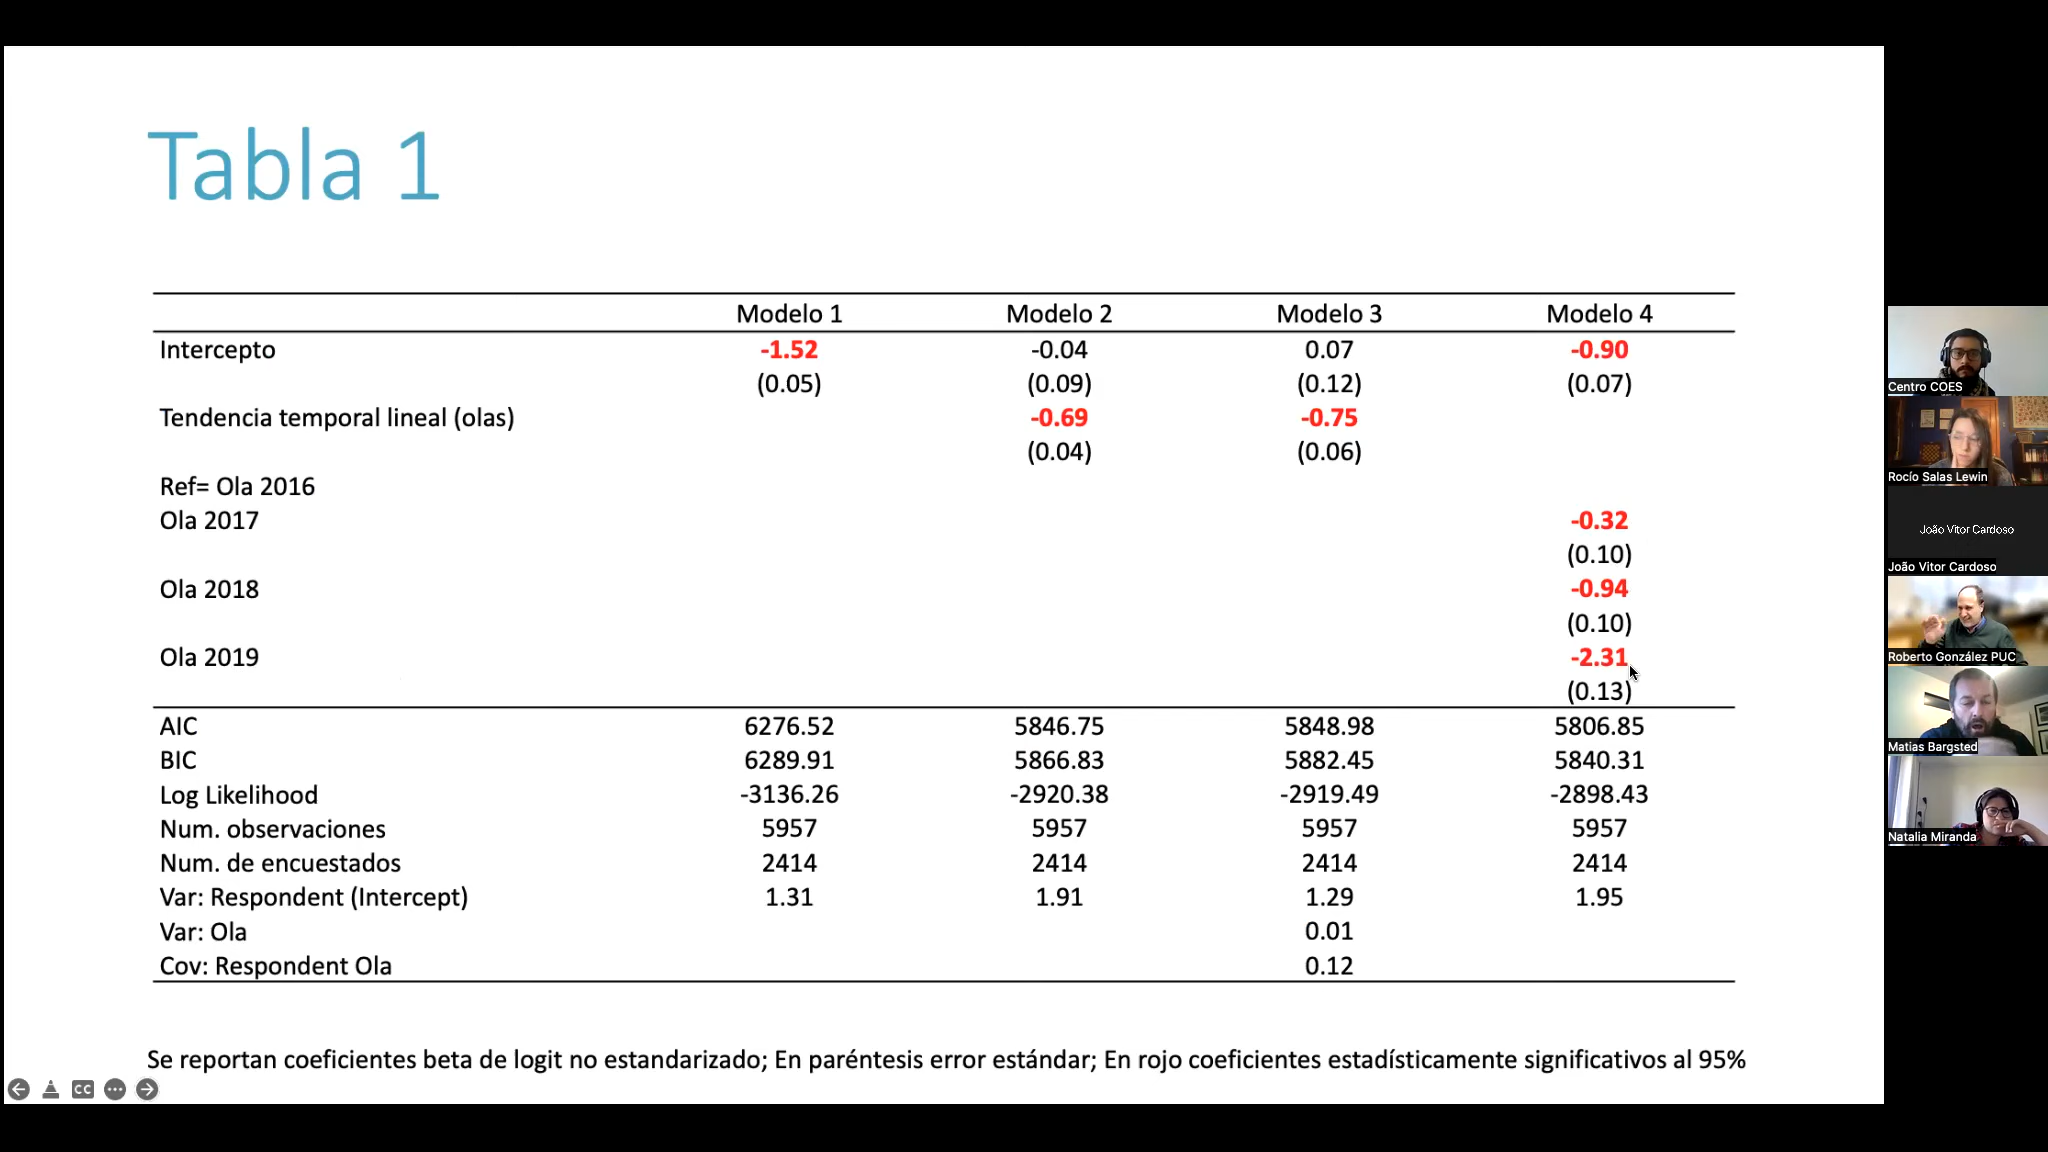 Tabla 1
Modelo 1 Modelo 2 Modelo 3 Modelo 4
Intercepto -1.52 -0.04 0.07 -0.90
(0.05) (0.09) (0.12) (0.07)
Tendencia temporal lineal (olas) -0.69 -0.75
(0.04) (0.06)
Ref= Ola 2016
Ola 2017 -0.32
(0.10)
Ola 2018 -0.94
(0.10)
Ola 2019 -2.31
(0.13)
AIC 6276.52 5846.75 5848.98 5806.85
BIC 6289.91 5866.83 5882.45 5840.31
Log Likelihood -3136.26 -2920.38 -2919.49 -2898.43
Num. observaciones 5957 5957 5957 5957
Num. de encuestados 2414 2414 2414 2414
Var: Respondent (Intercept) 1.31 1.91 1.29 1.95
Var: Ola 0.01
Cov: Respondent Ola 0.12
Se reportan coeficientes beta de logit no estandarizado; En paréntesis error estándar; En rojo coeficientes estadísticamente significativos al 95%
CC
Centro COES
Rocío Salas Lewin
João Vitor Cardoso
João Vitor Cardoso
Roberto González PUC
Matias Bargsted
Natalia Miranda